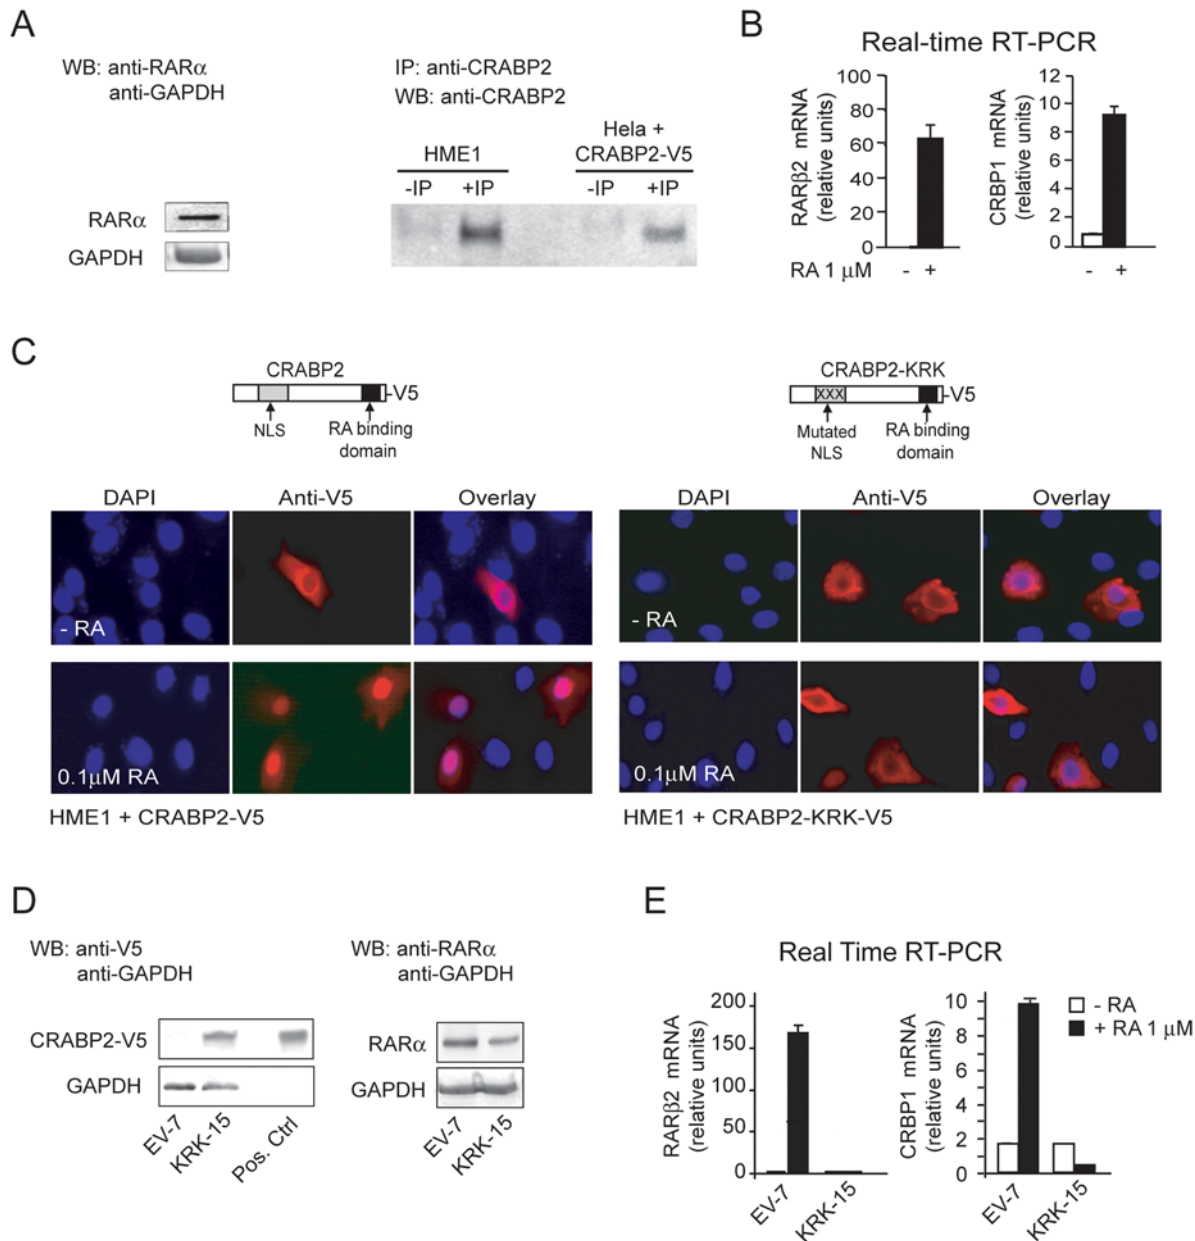 A
WB: anti-RARα
anti-GAPDH
RARα
GAPDH
IP: anti-CRABP2
WB: anti-CRABP2
HME1
Hela +
CRABP2-V5
-IP +IP -IP +IP
B
Real-time RT-PCR
RARβ2 mRNA
(relative units)
100
80
60
40
20
0
CRBP1 mRNA
(relative units)
12
10
8
6
4
2
0
RA 1 μM - + - +
C
CRABP2
-V5
NLS
RA binding
domain
CRABP2-KRK
XXX
-V5
Mutated
NLS
RA binding
domain
DAPI Anti-V5 Overlay
- RA
0.1μM RA
HME1 + CRABP2-V5
DAPI Anti-V5 Overlay
- RA
0.1μM RA
HME1 + CRABP2-KRK-V5
D
WB: anti-V5
anti-GAPDH
CRABP2-V5
GAPDH
EV-7 KRK-15 Pos. Ctrl
WB: anti-RARα
anti-GAPDH
RARα
GAPDH
EV-7 KRK-15
E
Real Time RT-PCR
RARβ2 mRNA
(relative units)
200
150
100
50
0
EV-7 KRK-15
CRBP1 mRNA
(relative units)
10
8
6
4
2
0
EV-7 KRK-15
- RA
+ RA 1 μM